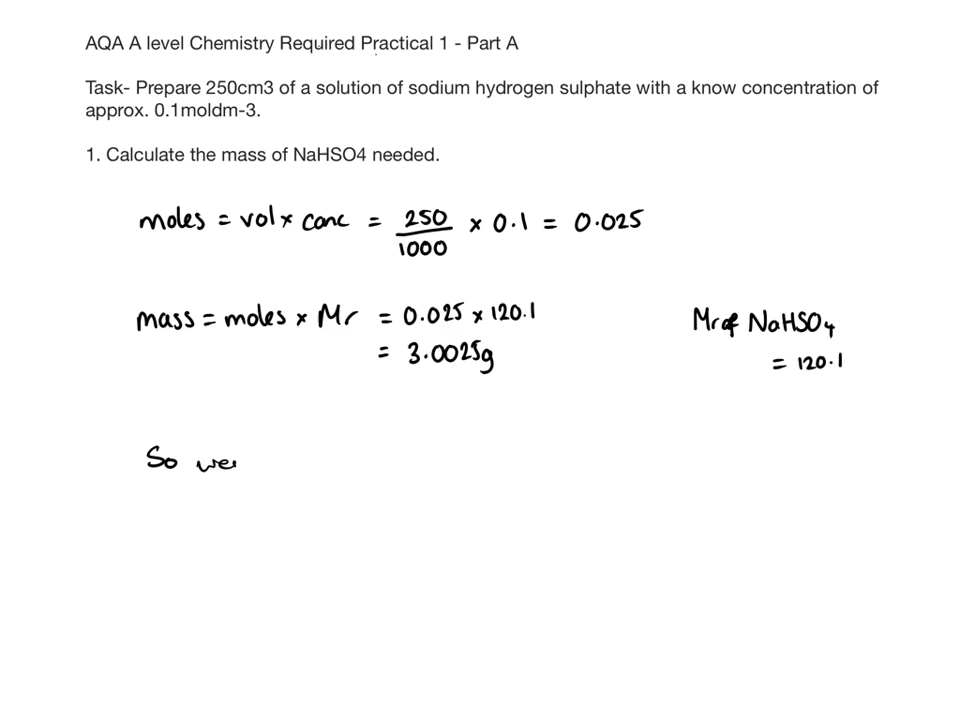 AQA A level Chemistry Required Practical 1 - Part A
Task- Prepare 250cm3 of a solution of sodium hydrogen sulphate with a know concentration of
approx. 0.1moldm-3.
1. Calculate the mass of NaHSO4 needed.
moles = vol × conc = 250/1000 × 0.1 = 0.025
mass = moles × Mr = 0.025 × 120.1
= 3.0025g
Mr of NaHSO4
= 120.1
So we